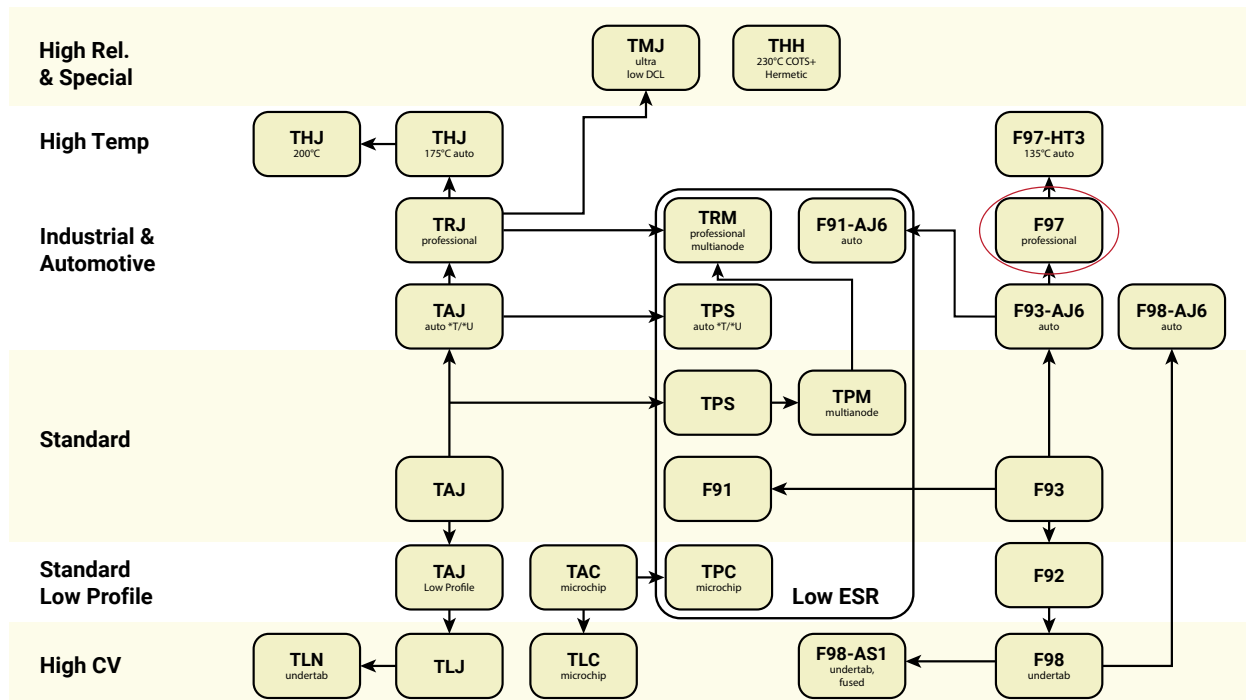 High Rel.
& Special
TMJ
ultra
low DCL
THH
230°C COTS+
Hermetic
High Temp
THJ
200°C
THJ
175°C auto
F97-HT3
135°C auto
Industrial &
Automotive
TRJ
professional
TRM
professional
multianode
F91-AJ6
auto
F97
professional
TAJ
auto *T/*U
TPS
auto *T/*U
F93-AJ6
auto
F98-AJ6
auto
Standard
TPS
TPM
multianode
TAJ
F91
F93
Standard
Low Profile
TAJ
Low Profile
TAC
microchip
TPC
microchip
Low ESR
F92
High CV
TLN
undertab
TLJ
TLC
microchip
F98-AS1
undertab,
fused
F98
undertab